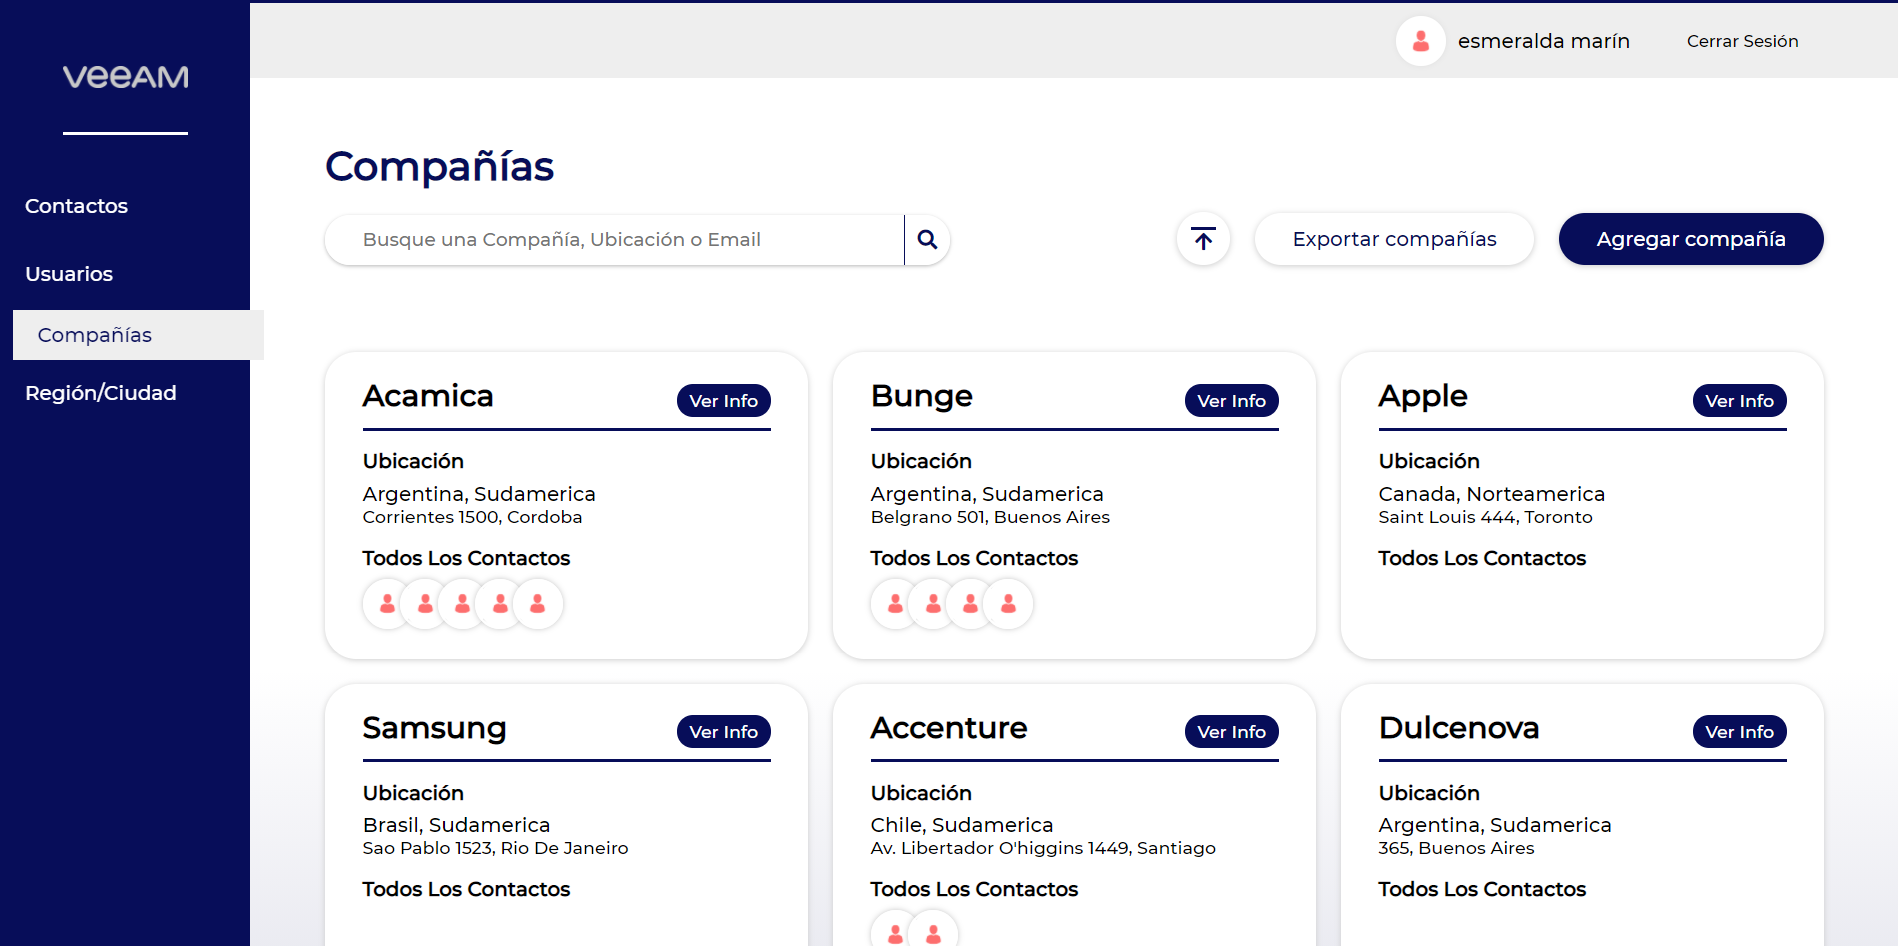 veeAM
esmeralda marín
Cerrar Sesión
Contactos
Usuarios
Compañías
Región/Ciudad
Compañías
Busque una Compañía, Ubicación o Email
Exportar compañías
Agregar compañía
Acamica
Ver Info
Ubicación
Argentina, Sudamerica
Corrientes 1500, Cordoba
Todos Los Contactos
Bunge
Ver Info
Ubicación
Argentina, Sudamerica
Belgrano 501, Buenos Aires
Todos Los Contactos
Apple
Ver Info
Ubicación
Canada, Norteamerica
Saint Louis 444, Toronto
Todos Los Contactos
Samsung
Ver Info
Ubicación
Brasil, Sudamerica
Sao Pablo 1523, Rio De Janeiro
Todos Los Contactos
Accenture
Ver Info
Ubicación
Chile, Sudamerica
Av. Libertador O'higgins 1449, Santiago
Todos Los Contactos
Dulcenova
Ver Info
Ubicación
Argentina, Sudamerica
365, Buenos Aires
Todos Los Contactos